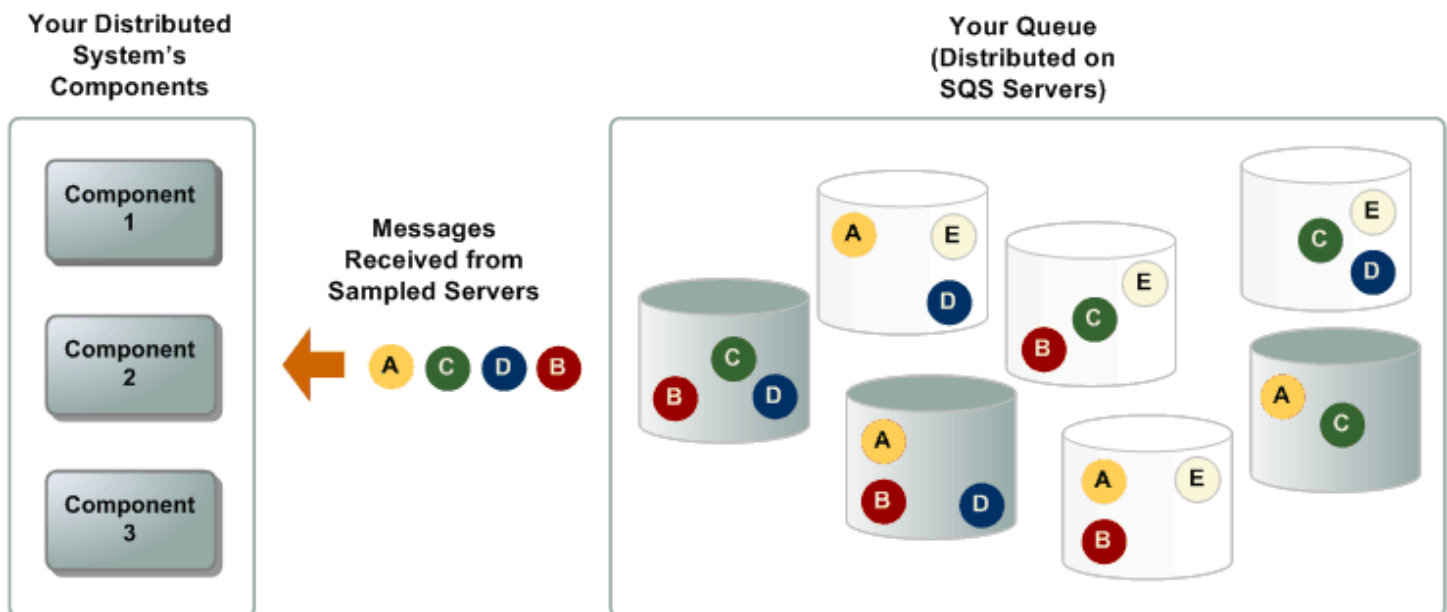 Your Distributed
System's
Components
Your Queue
(Distributed on
SQS Servers)
Component
1
Component
2
Component
3
Messages
Received from
Sampled Servers
A C D B
C
B D
A E
D
E
C
B
E
C
D
A
B D
A E
B
A
C